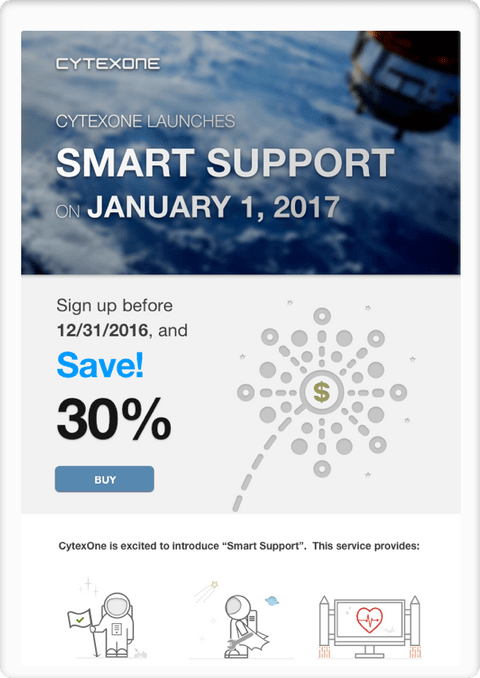 CYTEXONE
CYTEXONE LAUNCHES
SMART SUPPORT
ON JANUARY 1, 2017
Sign up before
12/31/2016, and
Save!
30%
$
BUY
CytexOne is excited to introduce “Smart Support”.  This service provides: